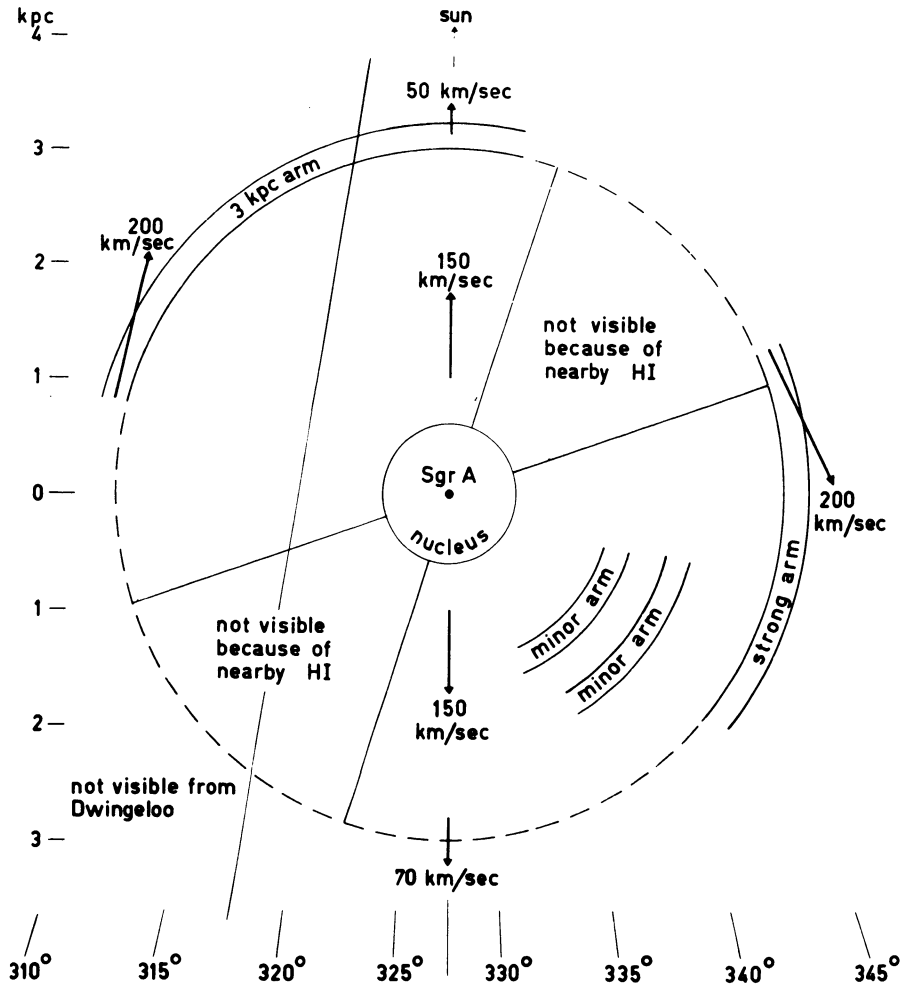 kpc
sun
4
50 km/sec
3
3 kpc arm
200
km/sec
2
150
km/sec
not visible
because of
nearby HI
1
Sgr A
0
200
km/sec
nucleus
minor arm
minor arm
strong arm
1
not visible
because of
nearby HI
150
km/sec
2
not visible from
Dwingeloo
3
70 km/sec
310° 315° 320° 325° 330° 335° 340° 345°